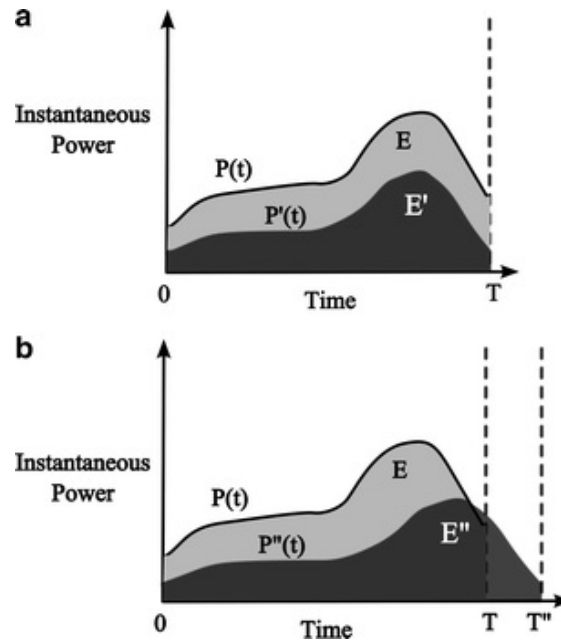 a
Instantaneous
Power
P(t)
E
P'(t)
E'
0
Time
T
b
Instantaneous
Power
P(t)
E
P"(t)
E"
0
Time
T
T"